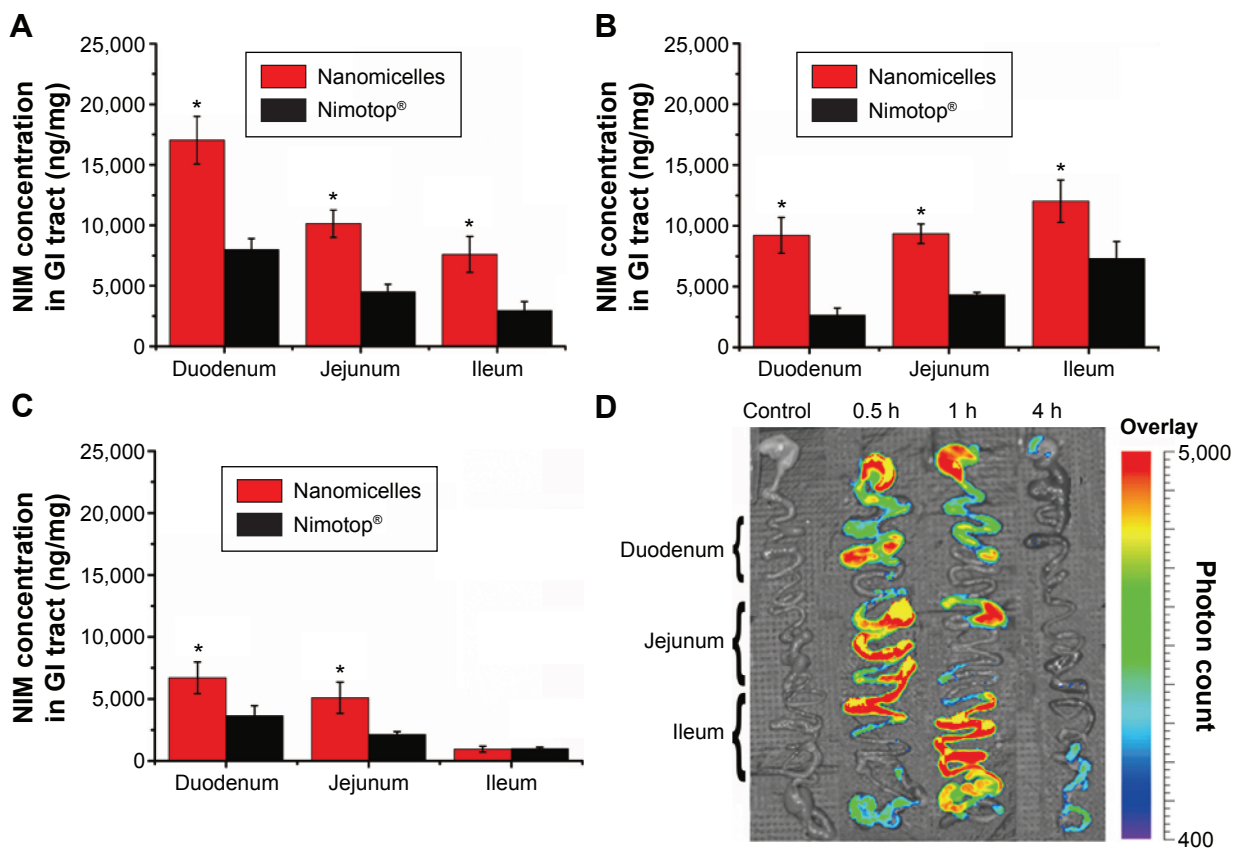 A
NIM concentration
in GI tract (ng/mg)
25,000
20,000
15,000
10,000
5,000
0
Nanomicelles
Nimotop®
*
*
*
Duodenum Jejunum Ileum
B
NIM concentration
in GI tract (ng/mg)
25,000
20,000
15,000
10,000
5,000
0
Nanomicelles
Nimotop®
*
*
*
Duodenum Jejunum Ileum
C
NIM concentration
in GI tract (ng/mg)
25,000
20,000
15,000
10,000
5,000
0
Nanomicelles
Nimotop®
*
*
Duodenum Jejunum Ileum
D
Control 0.5 h 1 h 4 h
Duodenum
Jejunum
Ileum
Overlay
5,000
Photon count
400